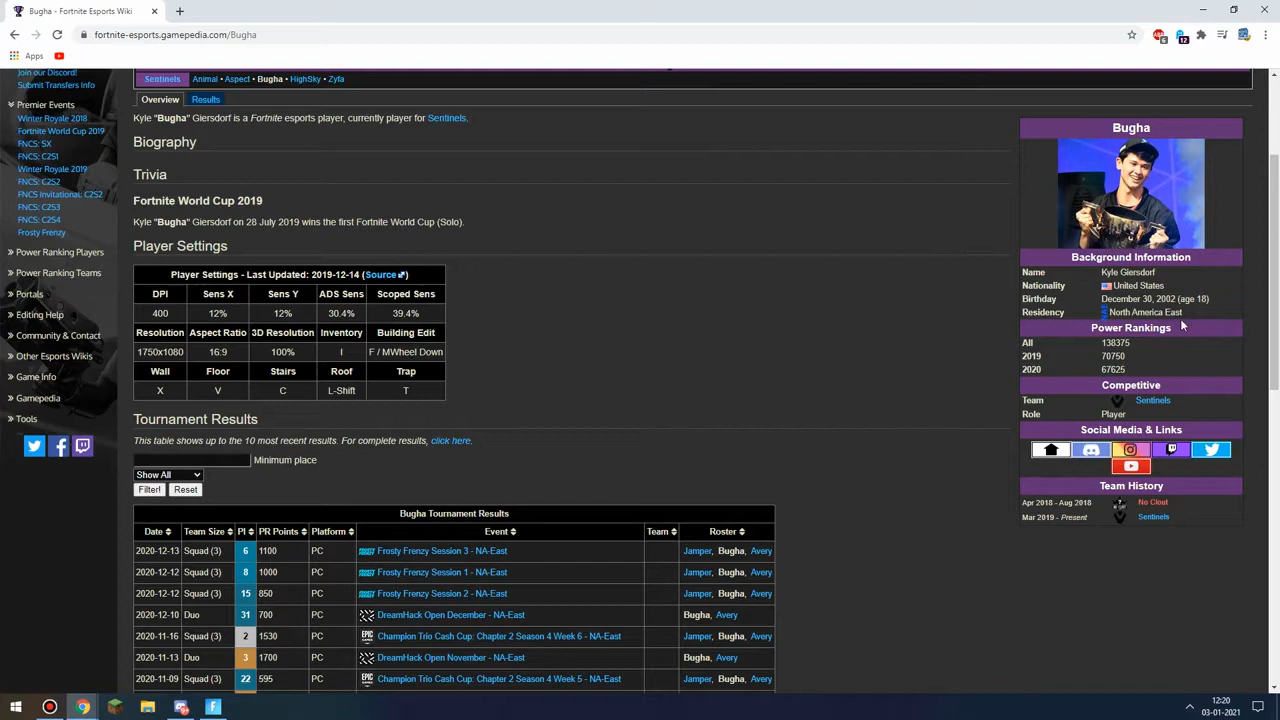 Bugha - Fortnite Esports Wiki
fortnite-esports.gamepedia.com/Bugha
6
12
Apps
Join our Discord!
Submit Transfers Info
Premier Events
Winter Royale 2018
Fortnite World Cup 2019
FNCS: SX
FNCS: C2S1
Winter Royale 2019
FNCS: C2S2
FNCS Invitational: C2S2
FNCS: C2S3
FNCS: C2S4
Frosty Frenzy
Power Ranking Players
Power Ranking Teams
Portals
Editing Help
Community & Contact
Other Esports Wikis
Game Info
Gamepedia
Tools
Sentinels Animal • Aspect • Bugha • HighSky • Zyfa
Overview Results
Kyle "Bugha" Giersdorf is a Fortnite esports player, currently player for Sentinels.
Biography
Trivia
Fortnite World Cup 2019
Kyle "Bugha" Giersdorf on 28 July 2019 wins the first Fortnite World Cup (Solo).
Player Settings
Player Settings - Last Updated: 2019-12-14 (Source)
DPI Sens X Sens Y ADS Sens Scoped Sens
400 12% 12% 30.4% 39.4%
Resolution Aspect Ratio 3D Resolution Inventory Building Edit
1750x1080 16:9 100% I F / MWheel Down
Wall Floor Stairs Roof Trap
X V C L-Shift T
Tournament Results
This table shows up to the 10 most recent results. For complete results, click here.
Minimum place
Show All
Filter! Reset
Bugha Tournament Results
Date Team Size Pl PR Points Platform Event Team Roster
2020-12-13 Squad (3) 6 1100 PC Frosty Frenzy Session 3 - NA-East Jamper, Bugha, Avery
2020-12-12 Squad (3) 8 1000 PC Frosty Frenzy Session 1 - NA-East Jamper, Bugha, Avery
2020-12-12 Squad (3) 15 850 PC Frosty Frenzy Session 2 - NA-East Jamper, Bugha, Avery
2020-12-10 Duo 31 700 PC DreamHack Open December - NA-East Bugha, Avery
2020-11-16 Squad (3) 2 1530 PC Champion Trio Cash Cup: Chapter 2 Season 4 Week 6 - NA-East Jamper, Bugha, Avery
2020-11-13 Duo 3 1700 PC DreamHack Open November - NA-East Bugha, Avery
2020-11-09 Squad (3) 22 595 PC Champion Trio Cash Cup: Chapter 2 Season 4 Week 5 - NA-East Jamper, Bugha, Avery
Bugha
Background Information
Name Kyle Giersdorf
Nationality United States
Birthday December 30, 2002 (age 18)
Residency North America East
Power Rankings
All 138375
2019 70750
2020 67625
Competitive
Team Sentinels
Role Player
Social Media & Links
Team History
Apr 2018 - Aug 2018 No Clout
Mar 2019 - Present Sentinels
12:20
03-01-2021